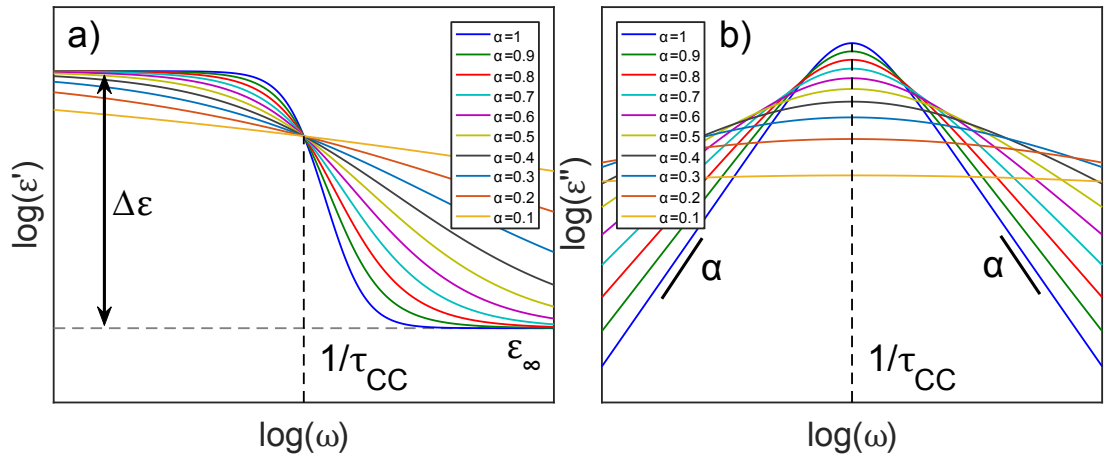 a)
α=1
α=0.9
α=0.8
α=0.7
α=0.6
α=0.5
α=0.4
α=0.3
α=0.2
α=0.1
Δε
ε∞
1/τCC
log(ε')
log(ω)
b)
α=1
α=0.9
α=0.8
α=0.7
α=0.6
α=0.5
α=0.4
α=0.3
α=0.2
α=0.1
α
α
1/τCC
log(ε'')
log(ω)